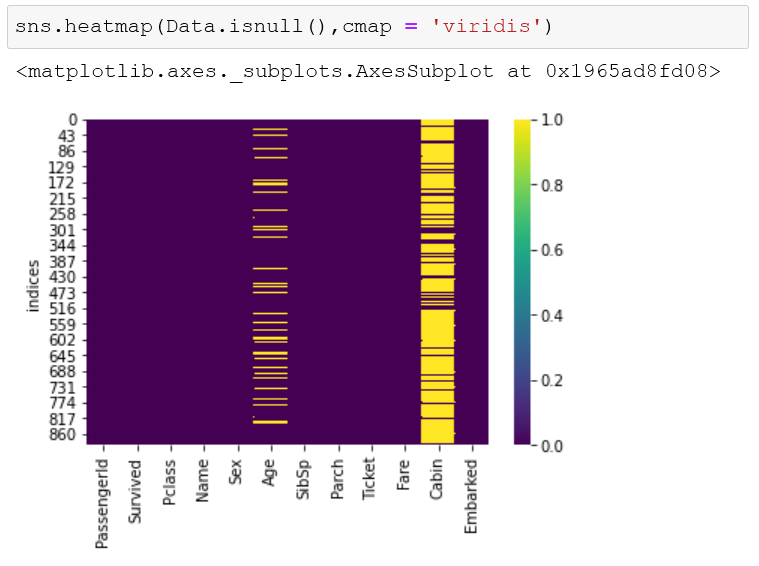 sns.heatmap(Data.isnull(),cmap = 'viridis')
<matplotlib.axes._subplots.AxesSubplot at 0x1965ad8fd08>
0
43
86
129
172
215
258
301
344
387
430
473
516
559
602
645
688
731
774
817
860
indices
PassengerId
Survived
Pclass
Name
Sex
Age
SibSp
Parch
Ticket
Fare
Cabin
Embarked
1.0
0.8
0.6
0.4
0.2
0.0